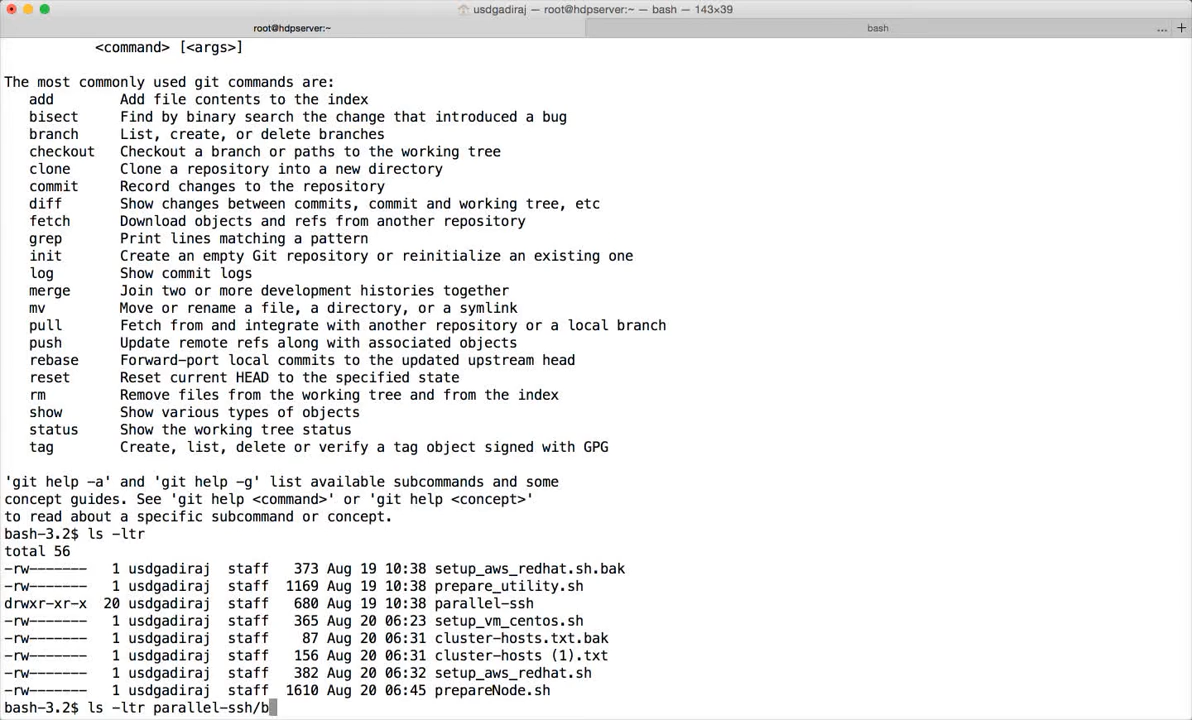 usdgadiraj — root@hdpserver:~ — bash — 143×39
root@hdpserver:~
bash
... +
<command> [<args>]
The most commonly used git commands are:
add        Add file contents to the index
bisect     Find by binary search the change that introduced a bug
branch     List, create, or delete branches
checkout   Checkout a branch or paths to the working tree
clone      Clone a repository into a new directory
commit     Record changes to the repository
diff       Show changes between commits, commit and working tree, etc
fetch      Download objects and refs from another repository
grep       Print lines matching a pattern
init       Create an empty Git repository or reinitialize an existing one
log        Show commit logs
merge      Join two or more development histories together
mv         Move or rename a file, a directory, or a symlink
pull       Fetch from and integrate with another repository or a local branch
push       Update remote refs along with associated objects
rebase     Forward-port local commits to the updated upstream head
reset      Reset current HEAD to the specified state
rm         Remove files from the working tree and from the index
show       Show various types of objects
status     Show the working tree status
tag        Create, list, delete or verify a tag object signed with GPG
'git help -a' and 'git help -g' list available subcommands and some
concept guides. See 'git help <command>' or 'git help <concept>'
to read about a specific subcommand or concept.
bash-3.2$ ls -ltr
total 56
-rw-------   1 usdgadiraj  staff   373 Aug 19 10:38 setup_aws_redhat.sh.bak
-rw-------   1 usdgadiraj  staff  1169 Aug 19 10:38 prepare_utility.sh
drwxr-xr-x  20 usdgadiraj  staff   680 Aug 19 10:38 parallel-ssh
-rw-------   1 usdgadiraj  staff   365 Aug 20 06:23 setup_vm_centos.sh
-rw-------   1 usdgadiraj  staff    87 Aug 20 06:31 cluster-hosts.txt.bak
-rw-------   1 usdgadiraj  staff   156 Aug 20 06:31 cluster-hosts (1).txt
-rw-------   1 usdgadiraj  staff   382 Aug 20 06:32 setup_aws_redhat.sh
-rw-------   1 usdgadiraj  staff  1610 Aug 20 06:45 prepareNode.sh
bash-3.2$ ls -ltr parallel-ssh/b